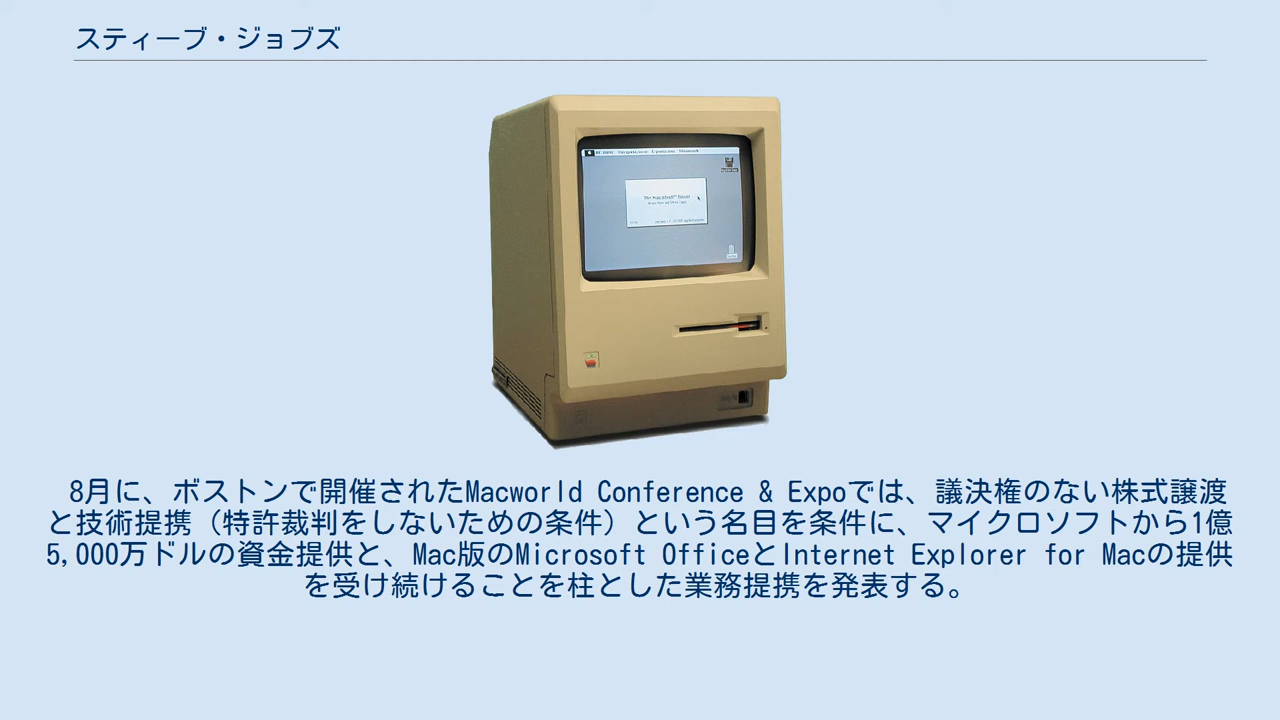 スティーブ・ジョブズ
8月に、ボストンで開催されたMacworld Conference & Expoでは、議決権のない株式譲渡
と技術提携（特許裁判をしないための条件）という名目を条件に、マイクロソフトから1億
5,000万ドルの資金提供と、Mac版のMicrosoft OfficeとInternet Explorer for Macの提供
を受け続けることを柱とした業務提携を発表する。